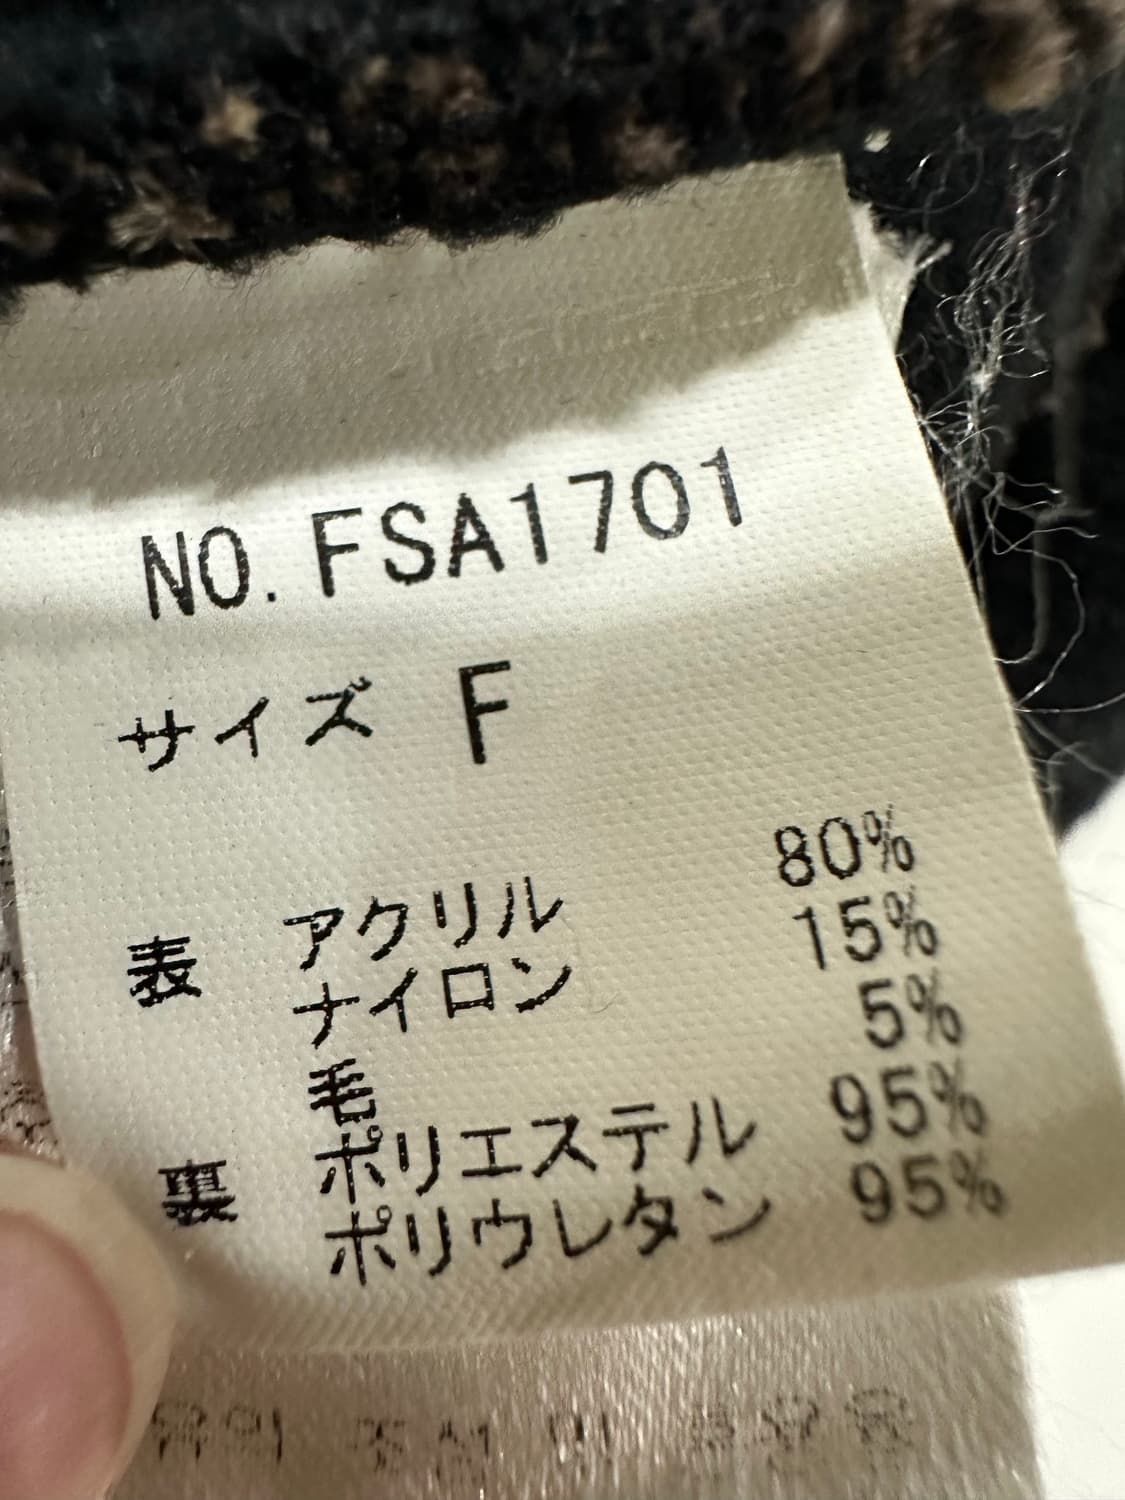 NO. FSA1701
サイズ F
表 アクリル 80%
ナイロン 15%
毛 5%
裏 ポリエステル 95%
ポリウレタン 95%